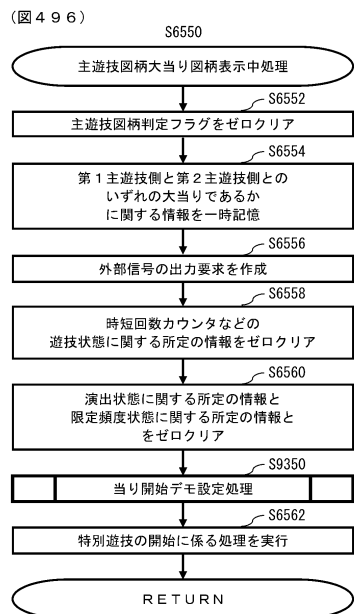 (図496)
S6550
主遊技図柄大当り図柄表示中処理
S6552
主遊技図柄判定フラグをゼロクリア
S6554
第1主遊技側と第2主遊技側との
いずれの大当りであるか
に関する情報を一時記憶
S6556
外部信号の出力要求を作成
S6558
時短回数カウンタなどの
遊技状態に関する所定の情報をゼロクリア
S6560
演出状態に関する所定の情報と
限定頻度状態に関する所定の情報と
をゼロクリア
S9350
当り開始デモ設定処理
S6562
特別遊技の開始に係る処理を実行
RETURN